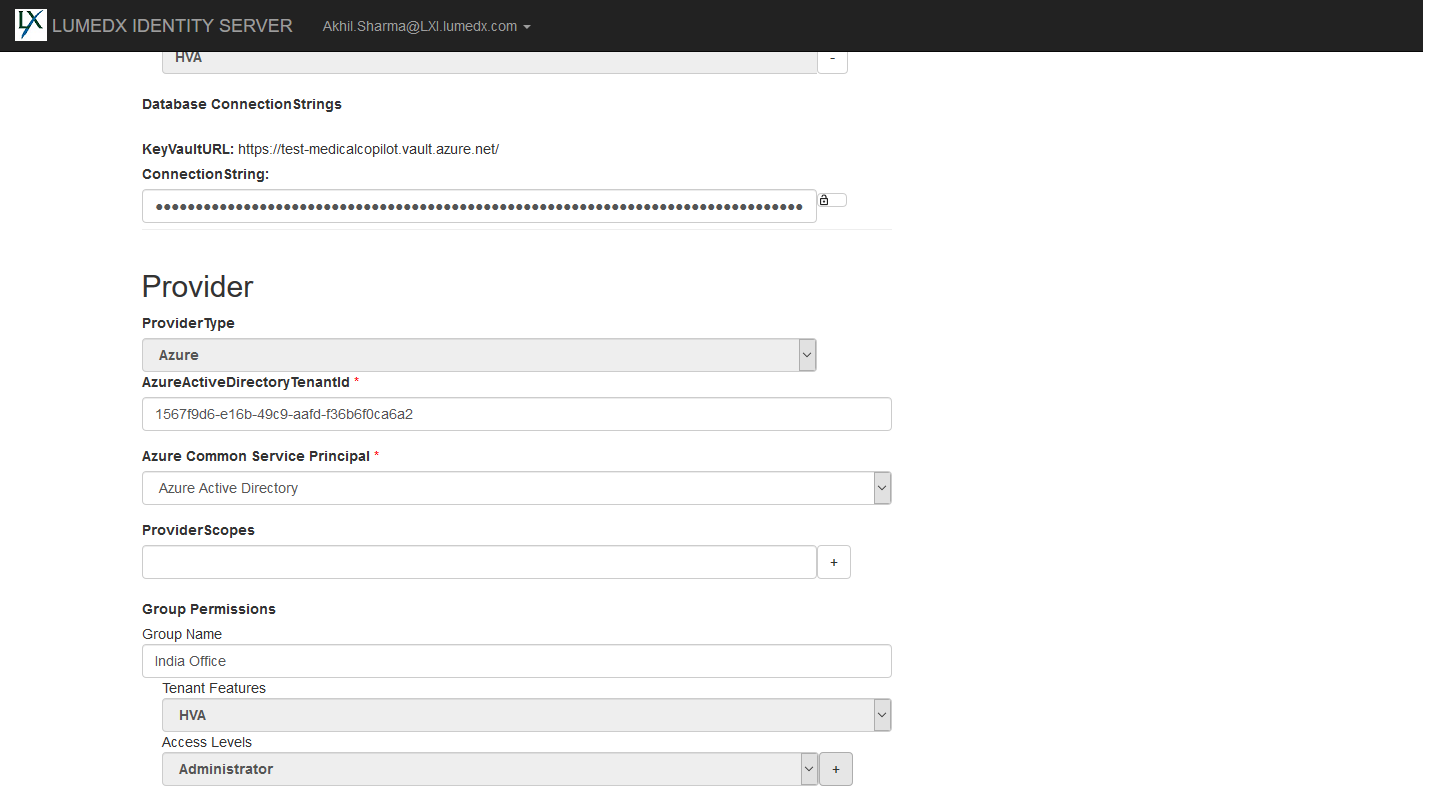 LX LUMEDX IDENTITY SERVER Akhil.Sharma@LXI.lumedx.com
HVA -
Database ConnectionStrings
KeyVaultURL: https://test-medicalcopilot.vault.azure.net/
ConnectionString:
●●●●●●●●●●●●●●●●●●●●●●●●●●●●●●●●●●●●●●●●●●●●●●●●●●●●●●●●●●●●●●●●●●●●●●●●●●●●●●●●●
Provider
ProviderType
Azure
AzureActiveDirectoryTenantId *
1567f9d6-e16b-49c9-aafd-f36b6f0ca6a2
Azure Common Service Principal *
Azure Active Directory
ProviderScopes
+
Group Permissions
Group Name
India Office
Tenant Features
HVA
Access Levels
Administrator +